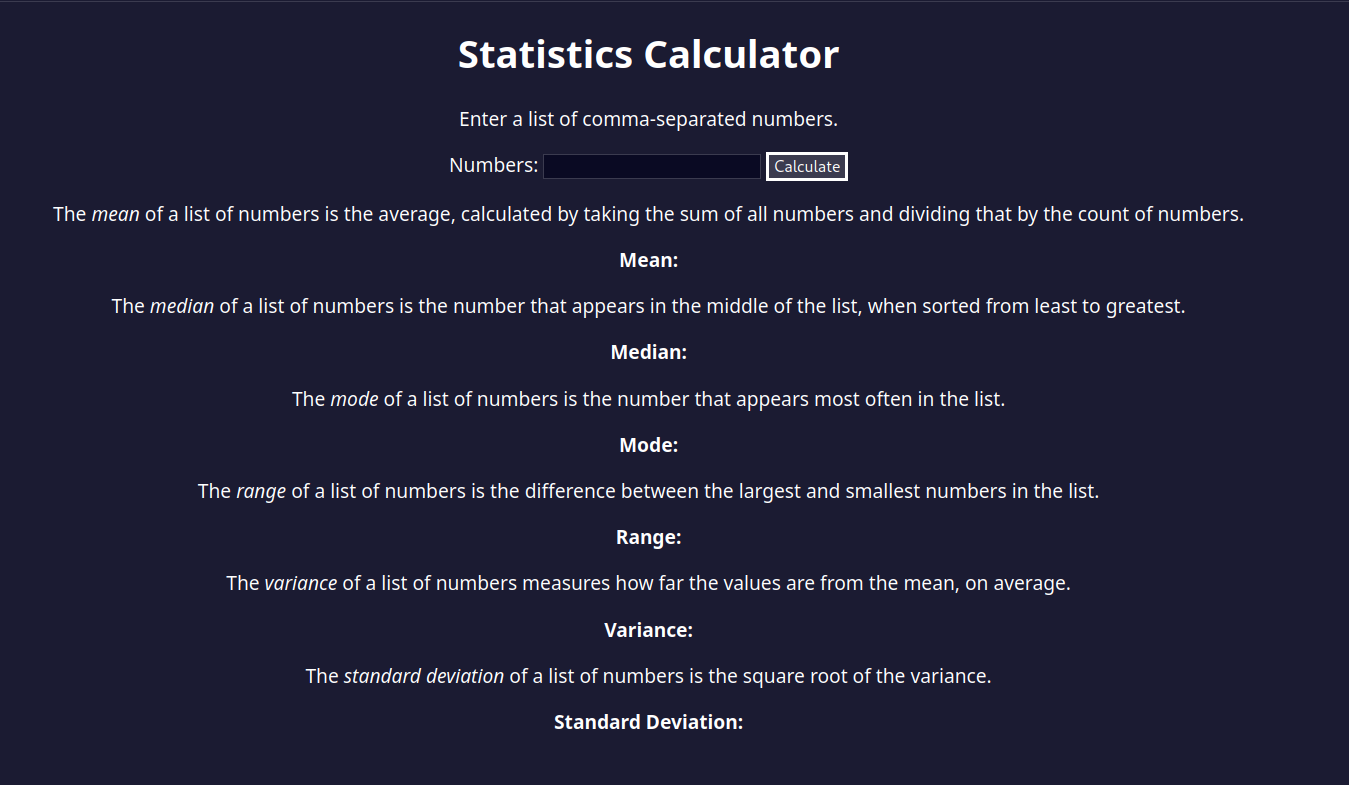 Statistics Calculator
Enter a list of comma-separated numbers.
Numbers: Calculate
The mean of a list of numbers is the average, calculated by taking the sum of all numbers and dividing that by the count of numbers.
Mean:
The median of a list of numbers is the number that appears in the middle of the list, when sorted from least to greatest.
Median:
The mode of a list of numbers is the number that appears most often in the list.
Mode:
The range of a list of numbers is the difference between the largest and smallest numbers in the list.
Range:
The variance of a list of numbers measures how far the values are from the mean, on average.
Variance:
The standard deviation of a list of numbers is the square root of the variance.
Standard Deviation: